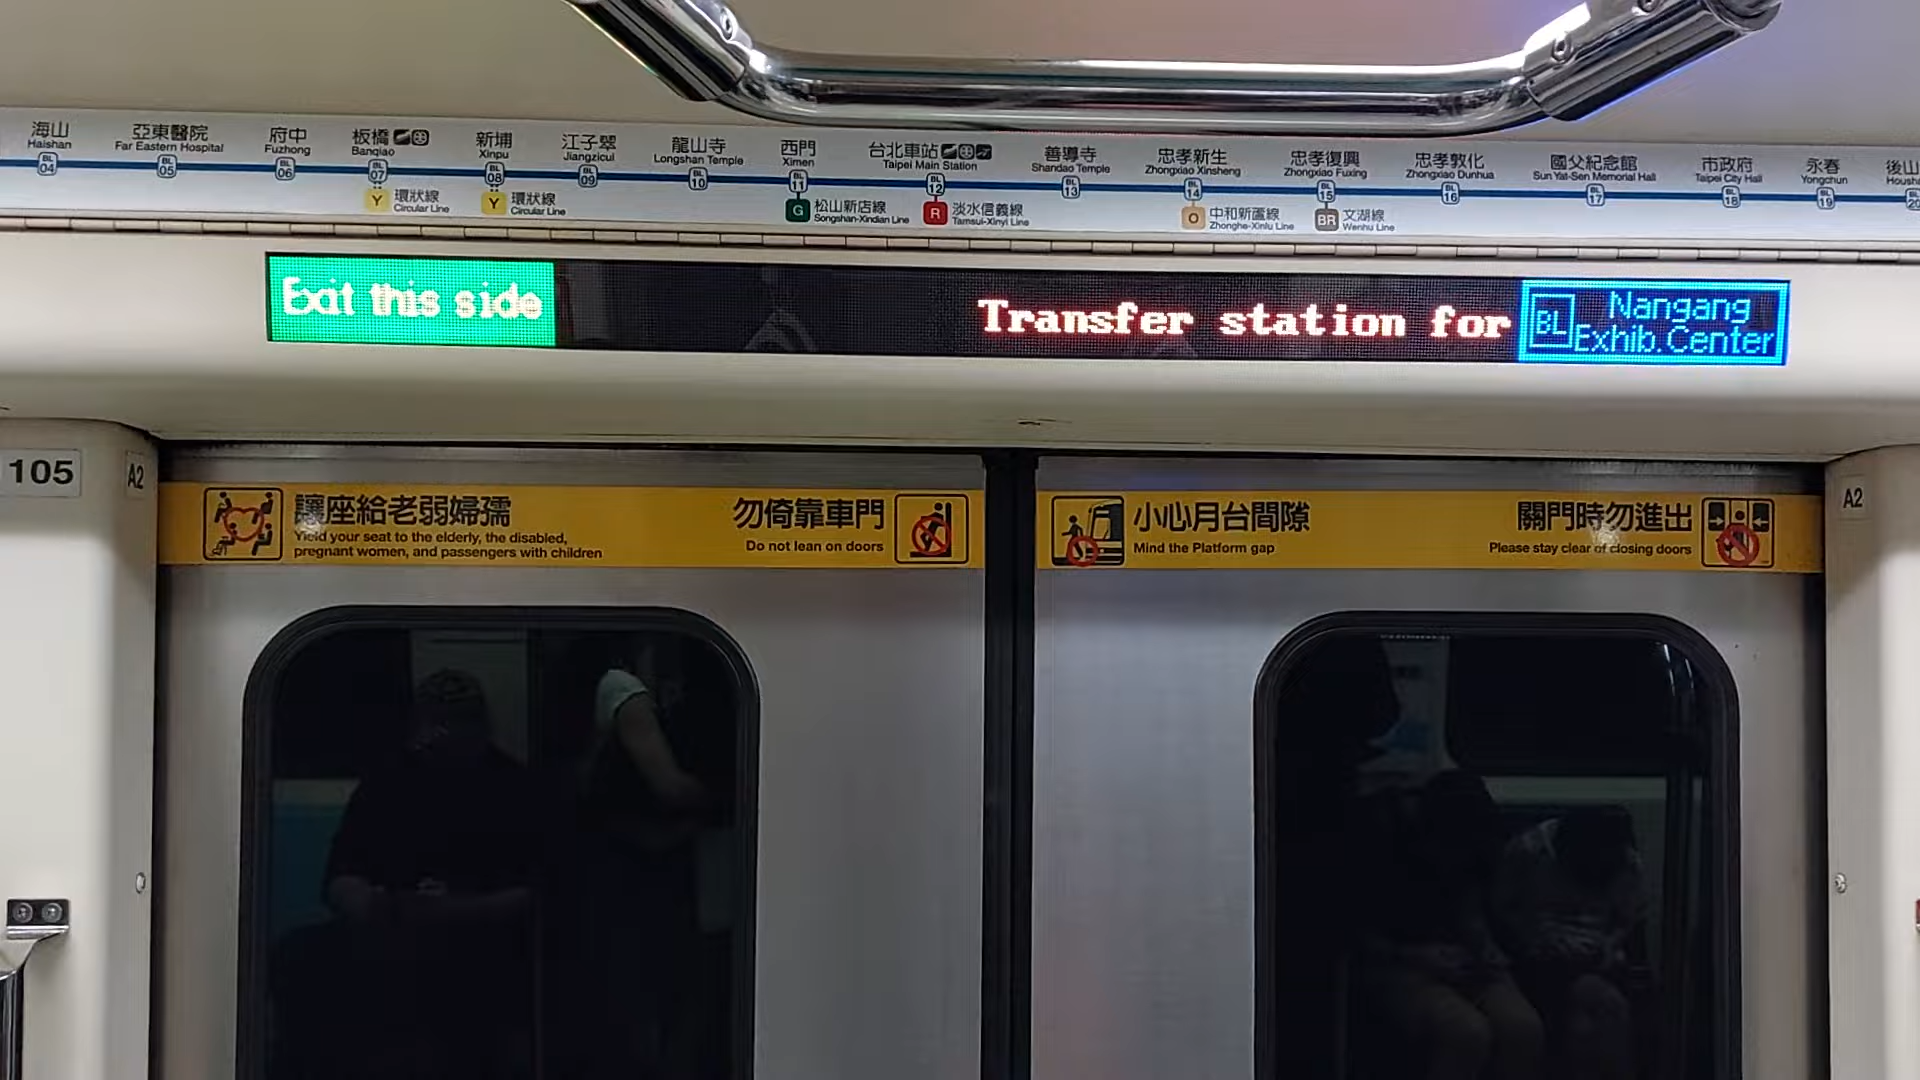 海山
Haishan
BL
04
亞東醫院
Far Eastern Hospital
BL
05
府中
Fuzhong
BL
06
板橋
Banqiao
BL
07
Y 環狀線
Circular Line
新埔
Xinpu
BL
08
Y 環狀線
Circular Line
江子翠
Jiangzicui
BL
09
龍山寺
Longshan Temple
BL
10
西門
Ximen
BL
11
G 松山新店線
Songshan-Xindian Line
台北車站
Taipei Main Station
BL
12
R 淡水信義線
Tamsui-Xinyi Line
善導寺
Shandao Temple
BL
13
忠孝新生
Zhongxiao Xinsheng
BL
14
O 中和新蘆線
Zhonghe-Xinlu Line
忠孝復興
Zhongxiao Fuxing
BL
15
BR 文湖線
Wenhu Line
忠孝敦化
Zhongxiao Dunhua
BL
16
國父紀念館
Sun Yat-Sen Memorial Hall
BL
17
市政府
Taipei City Hall
BL
18
永春
Yongchun
BL
19
後山
Housh
20
Exit this side
Transfer station for
BL Nangang
Exhib.Center
105
A2
讓座給老弱婦孺
Yield your seat to the elderly, the disabled,
pregnant women, and passengers with children
勿倚靠車門
Do not lean on doors
小心月台間隙
Mind the Platform gap
關門時勿進出
Please stay clear of closing doors
A2